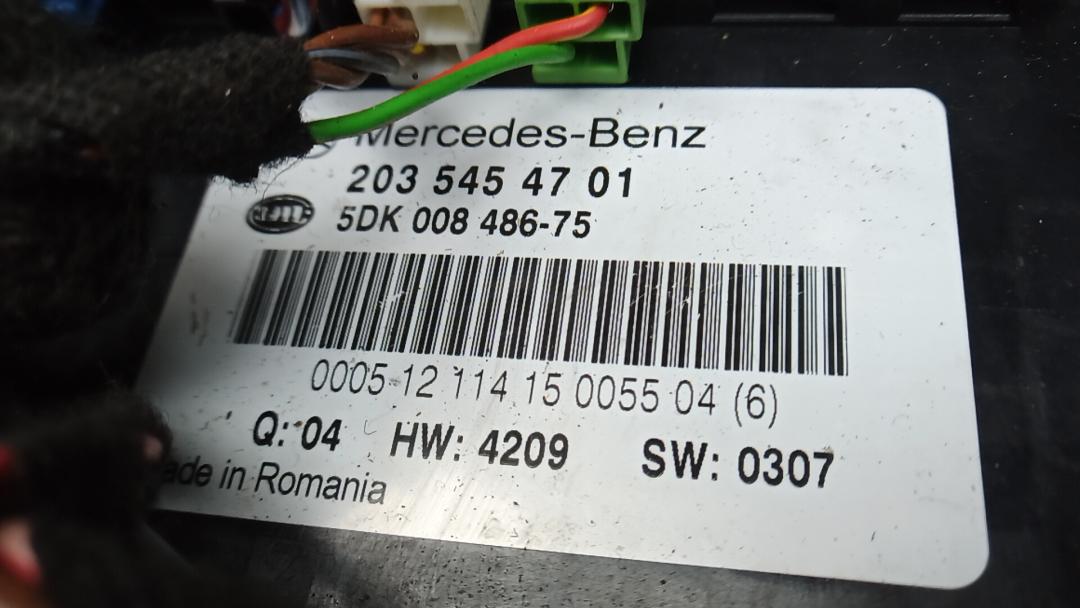 Mercedes-Benz
203 545 47 01
5DK 008 486-75
0005 12 114 15 0055 04 (6)
Q: 04 HW: 4209 SW: 0307
ade in Romania